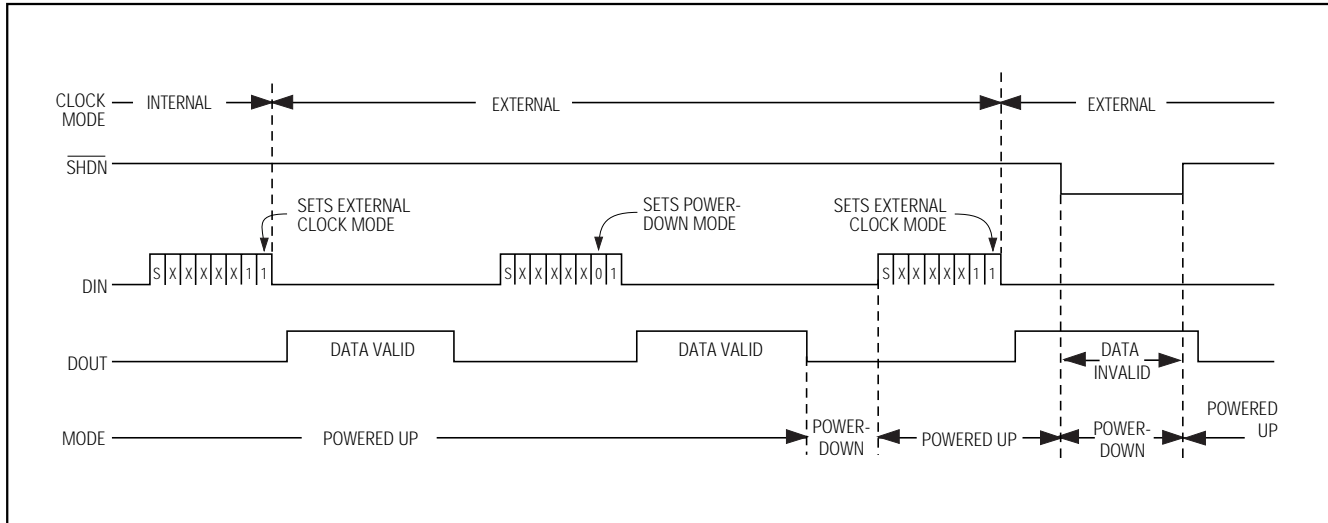 CLOCK MODE
INTERNAL
EXTERNAL
EXTERNAL
SHDN
SETS EXTERNAL
CLOCK MODE
SETS POWER-
DOWN MODE
SETS EXTERNAL
CLOCK MODE
DIN
S X X X X X 1 1
S X X X X X 0 1
S X X X X X 1 1
DOUT
DATA VALID
DATA VALID
DATA
INVALID
MODE
POWERED UP
POWER-
DOWN
POWERED UP
POWER-
DOWN
POWERED
UP